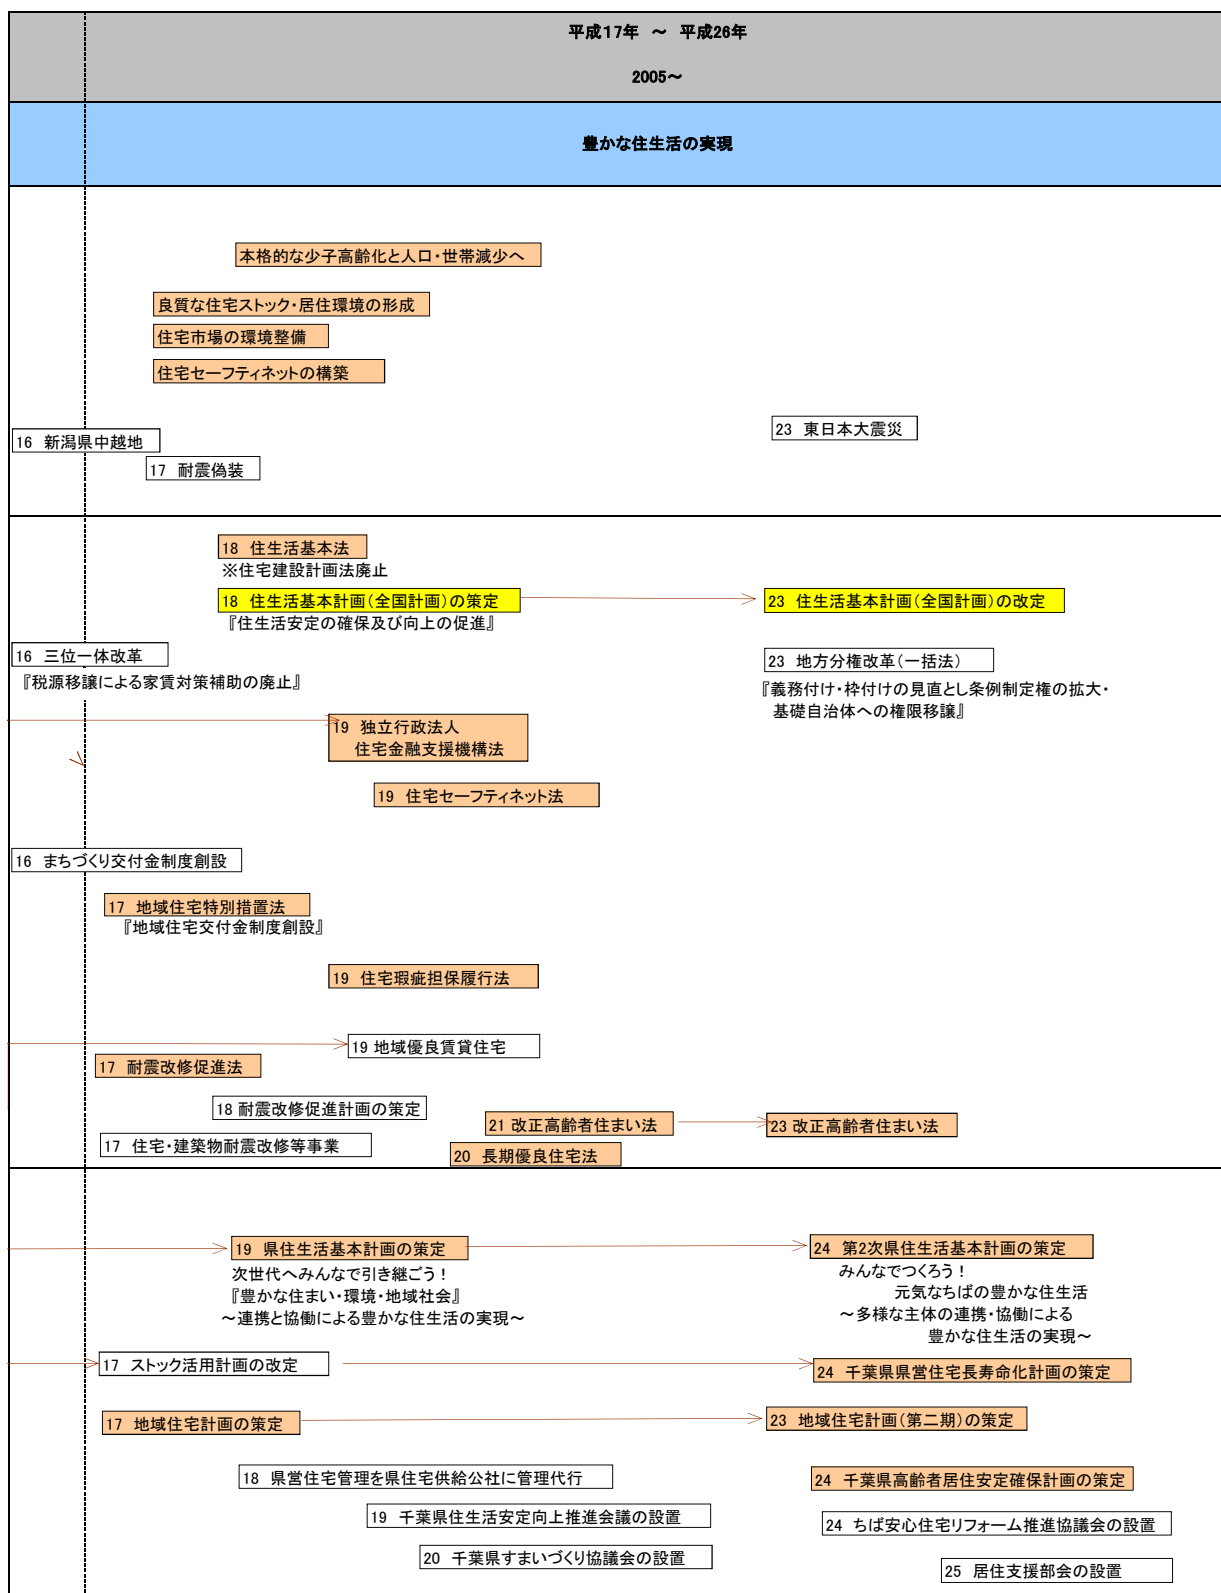 平成17年 ～ 平成26年
2005～
豊かな住生活の実現
本格的な少子高齢化と人口・世帯減少へ
良質な住宅ストック・居住環境の形成
住宅市場の環境整備
住宅セーフティネットの構築
23 東日本大震災
16 新潟県中越地
17 耐震偽装
18 住生活基本法
※住宅建設計画法廃止
18 住生活基本計画(全国計画)の策定
23 住生活基本計画(全国計画)の改定
『住生活安定の確保及び向上の促進』
16 三位一体改革
23 地方分権改革(一括法)
『税源移譲による家賃対策補助の廃止』
『義務付け・枠付けの見直とし条例制定権の拡大・
基礎自治体への権限移譲』
19 独立行政法人
住宅金融支援機構法
19 住宅セーフティネット法
16 まちづくり交付金制度創設
17 地域住宅特別措置法
『地域住宅交付金制度創設』
19 住宅瑕疵担保履行法
19 地域優良賃貸住宅
17 耐震改修促進法
18 耐震改修促進計画の策定
21 改正高齢者住まい法
23 改正高齢者住まい法
17 住宅・建築物耐震改修等事業
20 長期優良住宅法
19 県住生活基本計画の策定
24 第2次県住生活基本計画の策定
次世代へみんなで引き継ごう！
『豊かな住まい・環境・地域社会』
～連携と協働による豊かな住生活の実現～
みんなでつくろう！
元気なちばの豊かな住生活
～多様な主体の連携・協働による
豊かな住生活の実現～
17 ストック活用計画の改定
24 千葉県県営住宅長寿命化計画の策定
17 地域住宅計画の策定
23 地域住宅計画(第二期)の策定
18 県営住宅管理を県住宅供給公社に管理代行
24 千葉県高齢者居住安定確保計画の策定
19 千葉県住生活安定向上推進会議の設置
24 ちば安心住宅リフォーム推進協議会の設置
20 千葉県すまいづくり協議会の設置
25 居住支援部会の設置